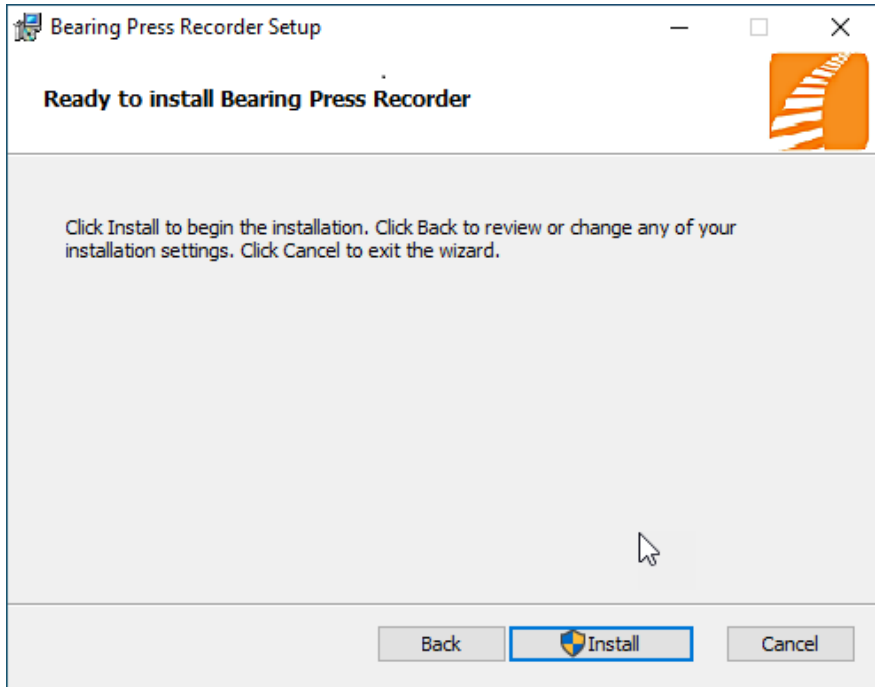 Bearing Press Recorder Setup
Ready to install Bearing Press Recorder
Click Install to begin the installation. Click Back to review or change any of your
installation settings. Click Cancel to exit the wizard.
Back Install Cancel